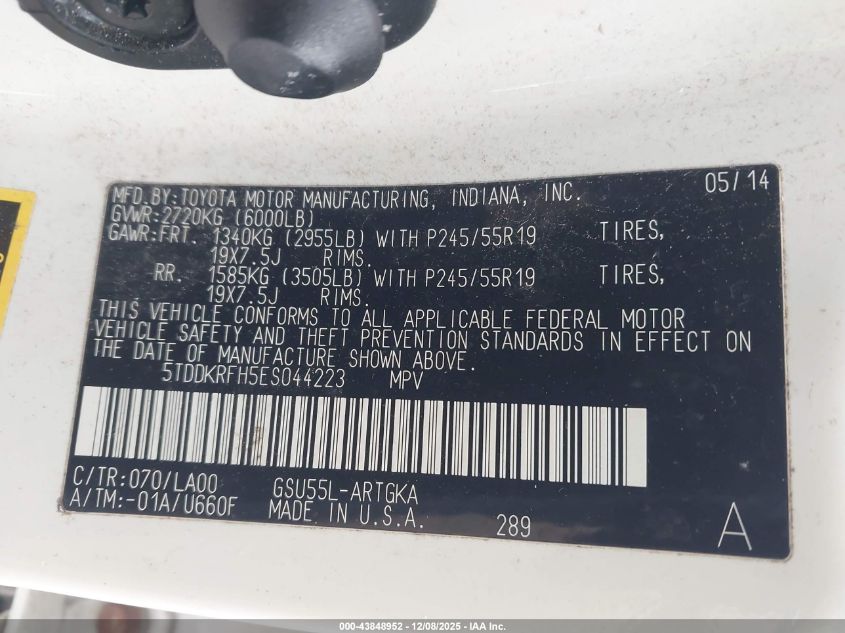 MFD.BY:TOYOTA MOTOR MANUFACTURING, INDIANA, INC. 05/14
GVWR:2720KG (6000LB)
GAWR:FRT. 1340KG (2955LB) WITH P245/55R19 TIRES,
19X7.5J RIMS.
RR. 1585KG (3505LB) WITH P245/55R19 TIRES,
19X7.5J RIMS.
THIS VEHICLE CONFORMS TO ALL APPLICABLE FEDERAL MOTOR
VEHICLE SAFETY AND THEFT PREVENTION STANDARDS IN EFFECT ON
THE DATE OF MANUFACTURE SHOWN ABOVE.
5TDDKRFH5ES044223 MPV
C/TR:070/LA00 GSU55L-ARTGKA
A/TM:-01A/U660F MADE IN U.S.A. 289 A
000-43848952 | 12/08/2025 - IAA Inc.